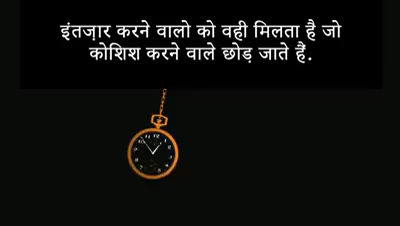 इंतज़ार करने वालो को वही मिलता है जो
कोशिश करने वाले छोड़ जाते हैं.